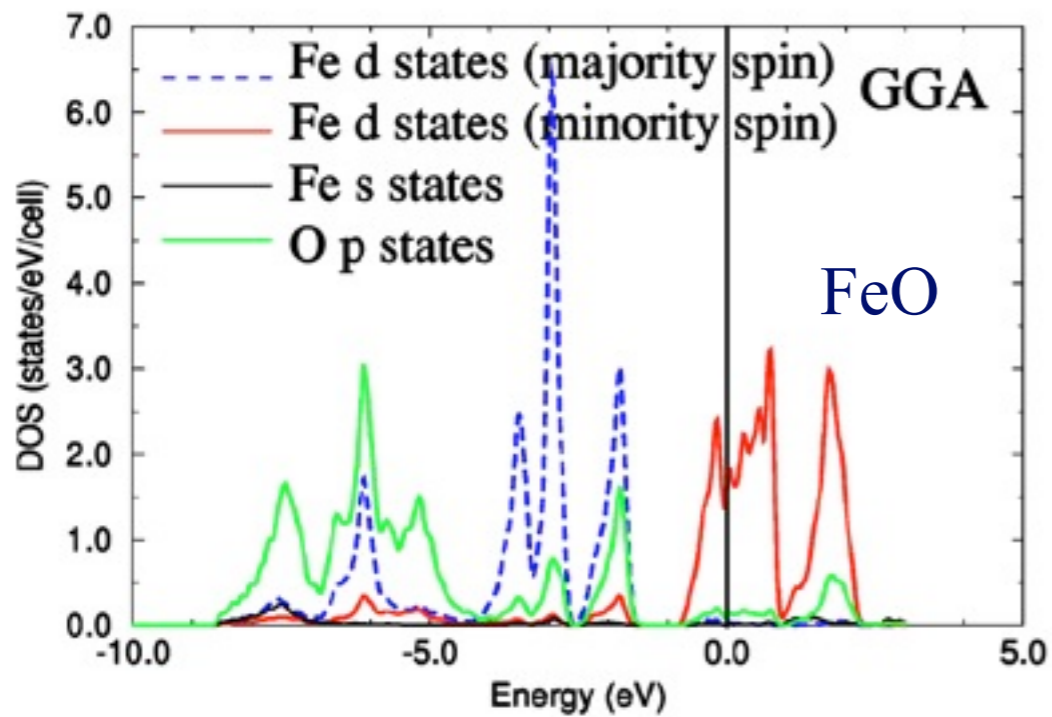 7.0
Fe d states (majority spin)
GGA
6.0
Fe d states (minority spin)
5.0
Fe s states
O p states
4.0
FeO
3.0
2.0
1.0
0.0
DOS (states/eV/cell)
-10.0 -5.0 0.0 5.0
Energy (eV)